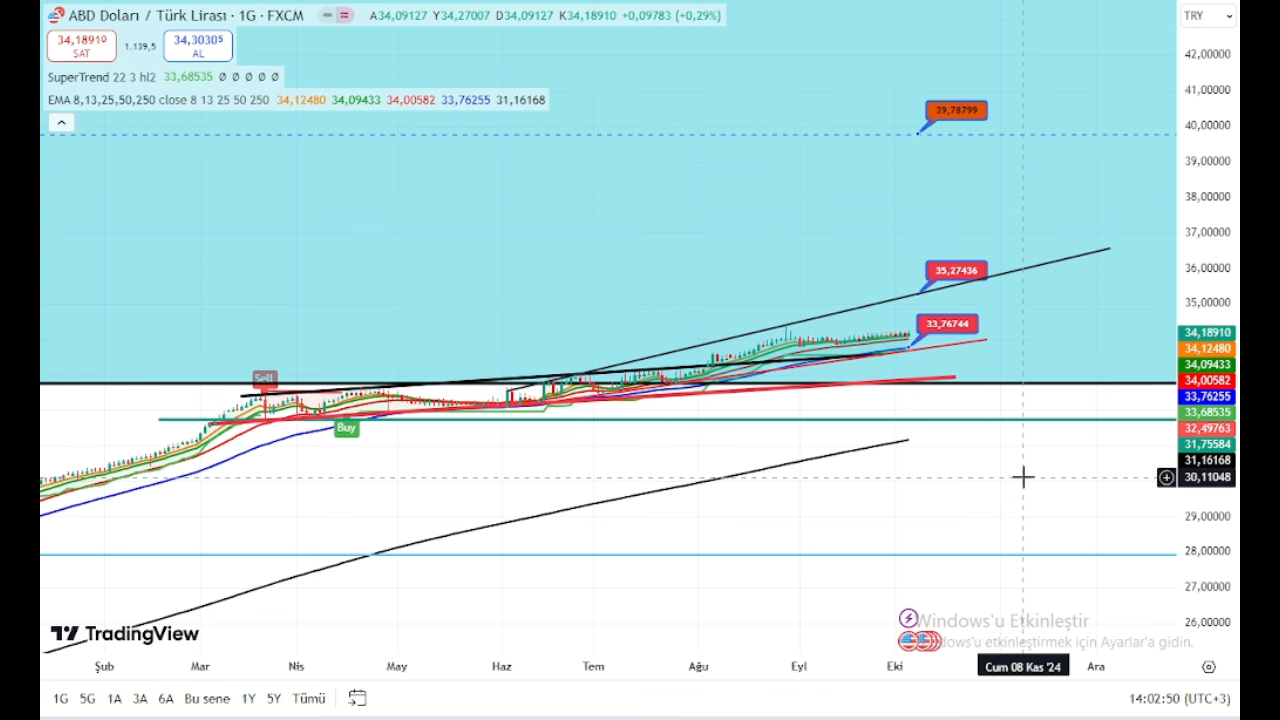 ABD Doları / Türk Lirası · 1G · FXCM A34,09127 Y34,27007 D34,09127 K34,18910 +0,09783 (+0,29%)
TRY
34,18910 SAT
1.139,5
34,30305 AL
SuperTrend 22 3 hl2 33,68535 Ø Ø Ø Ø Ø
EMA 8,13,25,50,250 close 8 13 25 50 250 34,12480 34,09433 34,00582 33,76255 31,16168
42,00000
41,00000
40,00000
39,00000
38,00000
37,00000
36,00000
35,00000
34,18910
34,12480
34,09433
34,00582
33,76255
33,68535
32,49763
31,75584
31,16168
30,11048
29,00000
28,00000
27,00000
26,00000
39,78799
35,27436
33,76744
Sell
Buy
TradingView
Windows'u Etkinleştir
Windows'u etkinleştirmek için Ayarlar'a gidin.
Şub Mar Nis May Haz Tem Ağu Eyl Eki Cum 08 Kas '24 Ara
1G 5G 1A 3A 6A Bu sene 1Y 5Y Tümü
14:02:50 (UTC+3)